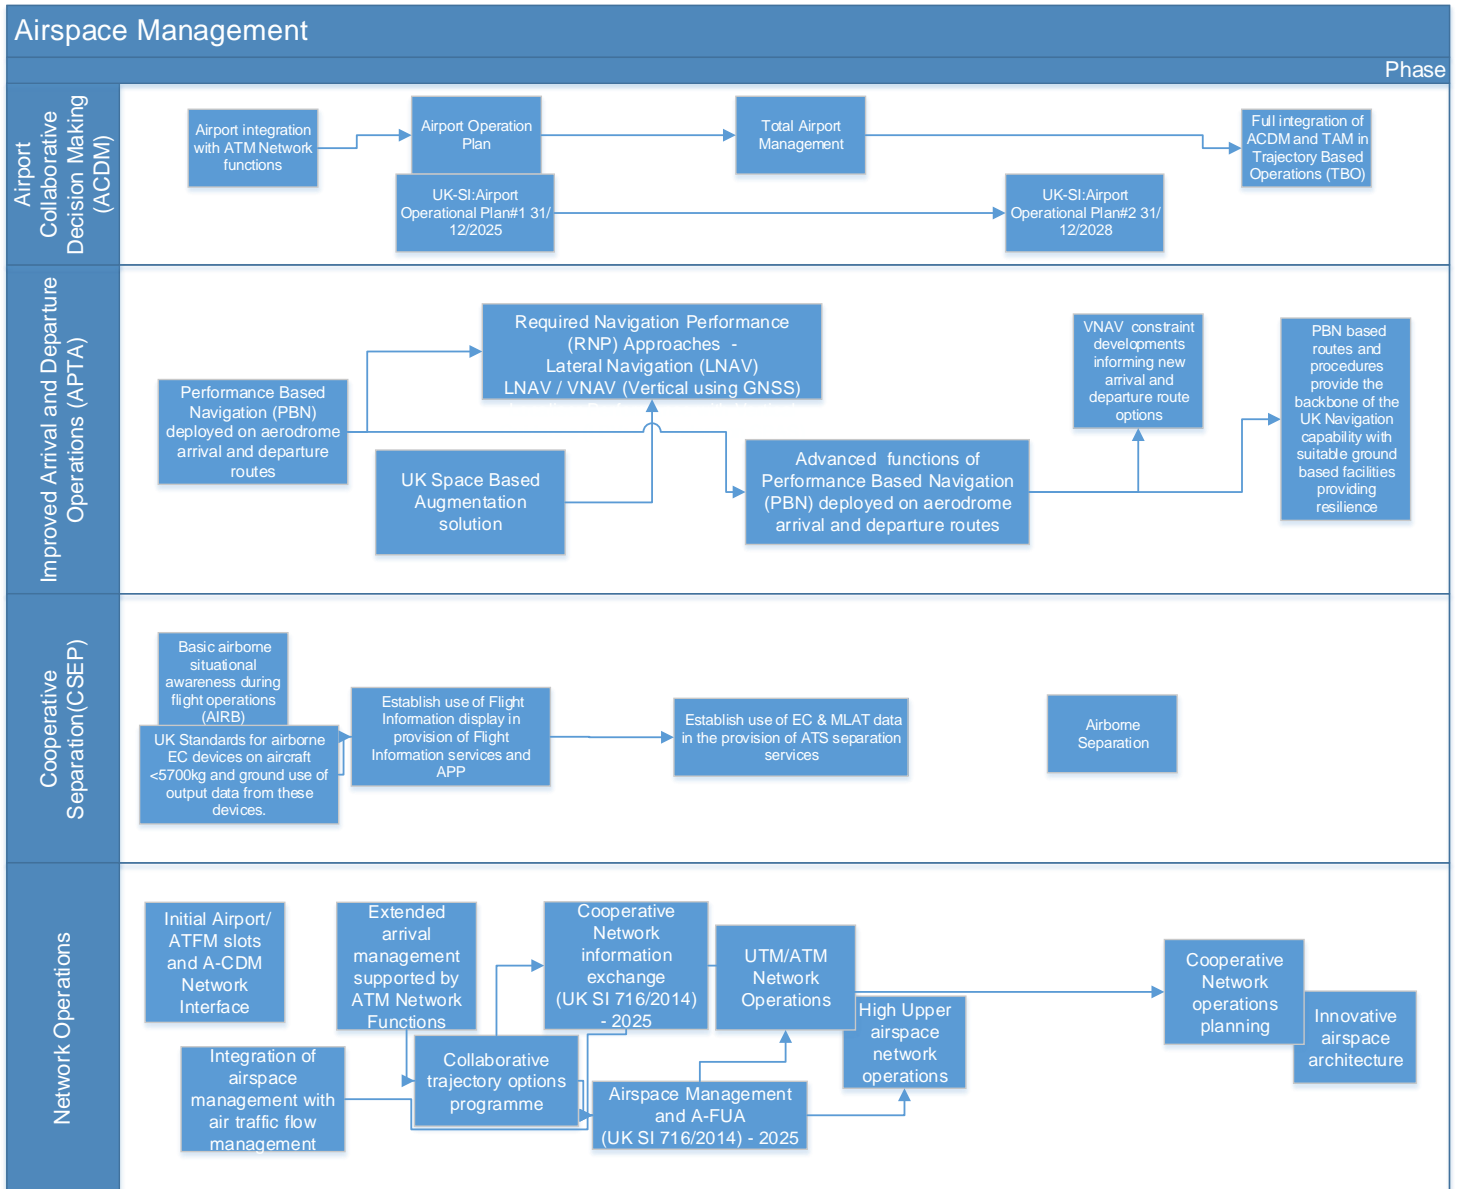 Airspace Management
Phase
Airport
Collaborative
Decision Making
(ACDM)
Airport integration
with ATM Network
functions
Airport Operation
Plan
Total Airport
Management
Full integration of
ACDM and TAM in
Trajectory Based
Operations (TBO)
UK-SI:Airport
Operational Plan#1 31/
12/2025
UK-SI:Airport
Operational Plan#2 31/
12/2028
Improved Arrival and Departure
Operations (APTA)
Performance Based
Navigation (PBN)
deployed on aerodrome
arrival and departure
routes
Required Navigation Performance
(RNP) Approaches  -
Lateral Navigation (LNAV)
LNAV / VNAV (Vertical using GNSS)
UK Space Based
Augmentation
solution
Advanced  functions of
Performance Based Navigation
(PBN) deployed on aerodrome
arrival and departure routes
VNAV  constraint
developments
informing new
arrival and
departure route
options
PBN based
routes and
procedures
provide the
backbone of the
UK Navigation
capability with
suitable ground
based facilities
providing
resilience
Cooperative
Separation(CSEP)
Basic airborne
situational
awareness during
flight operations
(AIRB)
UK Standards for airborne
EC devices on aircraft
<5700kg and ground use of
output data from these
devices.
Establish use of Flight
Information display in
provision of Flight
Information services and
APP
Establish use of EC & MLAT data
in the provision of ATS separation
services
Airborne
Separation
Network Operations
Initial Airport/
ATFM slots
and A-CDM
Network
Interface
Extended
arrival
management
supported by
ATM Network
Functions
Cooperative
Network
information
exchange
(UK SI 716/2014)
- 2025
UTM/ATM
Network
Operations
High Upper
airspace
network
operations
Cooperative
Network
operations
planning
Innovative
airspace
architecture
Integration of
airspace
management with
air traffic flow
management
Collaborative
trajectory options
programme
Airspace Management
and A-FUA
(UK SI 716/2014) - 2025